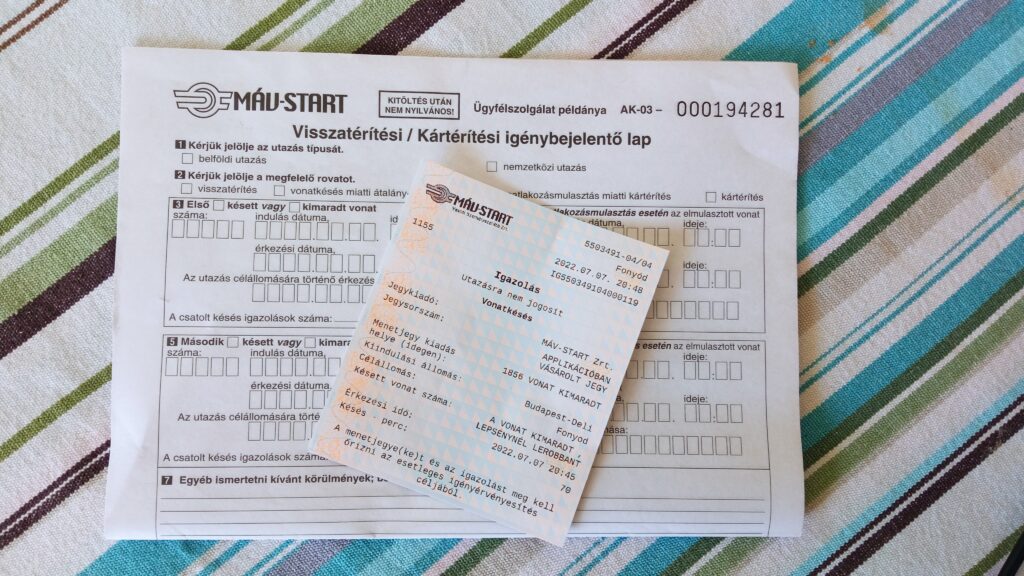 MÁV-START
KITÖLTÉS UTÁN
NEM NYILVÁNOS!
Ügyfélszolgálat példánya AK-03 – 000194281
Visszatérítési / Kártérítési igénybejelentő lap
1 Kérjük jelölje az utazás típusát.
belföldi utazás nemzetközi utazás
2 Kérjük jelölje a megfelelő rovatot.
visszatérítés vonatkésés miatti átalány- kártérítés
3 Első késett vagy kimaradt vonat esetén az elmulasztott vonat
száma: indulás dátuma, ideje:
érkezési dátuma, ideje:
Az utazás célállomására történő érkezés
A csatolt késés igazolások száma:
5 Második késett vagy esetén az elmulasztott vonat
száma: indulás dátuma, ideje:
érkezési dátuma, ideje:
Az utazás célállomására történő
A csatolt késés igazolások
7 Egyéb ismertetni kívánt körülmények;
MÁV-START
1155 5503491-04/04
Fonyód
2022.07.07. 20:48
IG550349104000119
Igazolás
Utazásra nem jogosít
Vonatkésés
Jegykiadó: MÁV-START Zrt.
Jegysorszám: APPLIKÁCIÓBAN
VÁSÁROLT JEGY
Menetjegy kiadás
helye (idegen): 1856 VONAT KIMARADT
Kiindulási állomás: Budapest-Déli
Célállomás: Fonyód
Késett vonat száma: A VONAT KIMARADT,
LEPSÉNYNÉL LEROBBANT
Érkezési idő: 2022.07.07 20:45
Késés, perc: 70
A menetjegye(ke)t és az igazolást meg kell
őrizni az esetleges igényérvényesítés
céljából